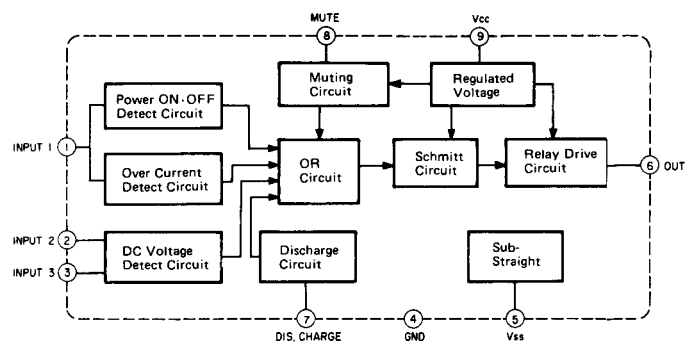 MUTE
8
Vcc
9
Muting
Circuit
Regulated
Voltage
Power ON·OFF
Detect Circuit
INPUT 1
1
Over Current
Detect Circuit
OR
Circuit
Schmitt
Circuit
Relay Drive
Circuit
6
OUT
INPUT 2
2
INPUT 3
3
DC Voltage
Detect Circuit
Discharge
Circuit
Sub-
Straight
7
DIS, CHARGE
4
GND
5
Vss